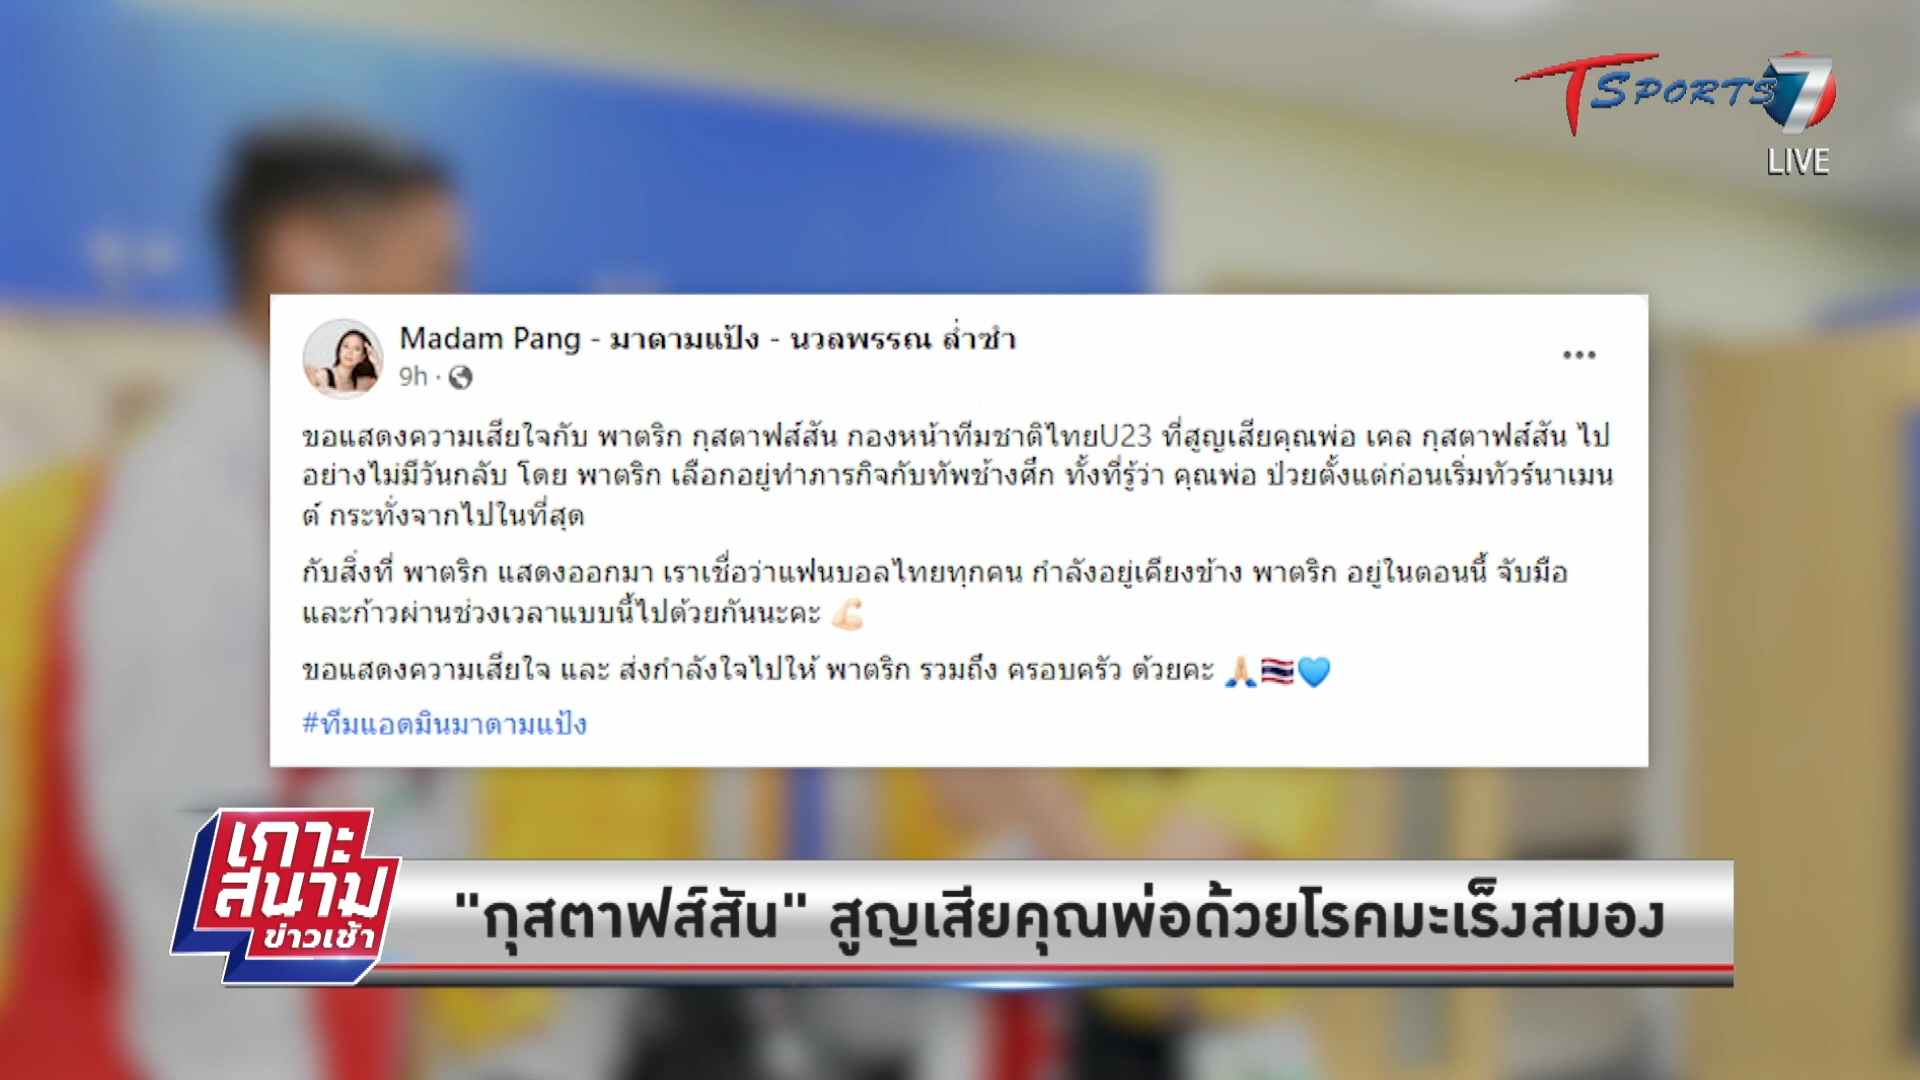 TSPORTS 7
LIVE
Madam Pang - มาดามแป้ง - นวลพรรณ ล่ำซำ
9h ·
ขอแสดงความเสียใจกับ พาตริก กุสตาฟส์สัน กองหน้าทีมชาติไทยU23 ที่สูญเสียคุณพ่อ เคล กุสตาฟส์สัน ไป
อย่างไม่มีวันกลับ โดย พาตริก เลือกอยู่ทำภารกิจกับทัพช้างศึก ทั้งที่รู้ว่า คุณพ่อ ป่วยตั้งแต่ก่อนเริ่มทัวร์นาเมน
ต์ กระทั่งจากไปในที่สุด
กับสิ่งที่ พาตริก แสดงออกมา เราเชื่อว่าแฟนบอลไทยทุกคน กำลังอยู่เคียงข้าง พาตริก อยู่ในตอนนี้ จับมือ
และก้าวผ่านช่วงเวลาแบบนี้ไปด้วยกันนะคะ 💪🏻
ขอแสดงความเสียใจ และ ส่งกำลังใจไปให้ พาตริก รวมถึง ครอบครัว ด้วยคะ 🙏🏻🇹🇭💙
#ทีมแอดมินมาดามแป้ง
เกาะ
สนาม
ข่าวเช้า
"กุสตาฟส์สัน" สูญเสียคุณพ่อด้วยโรคมะเร็งสมอง